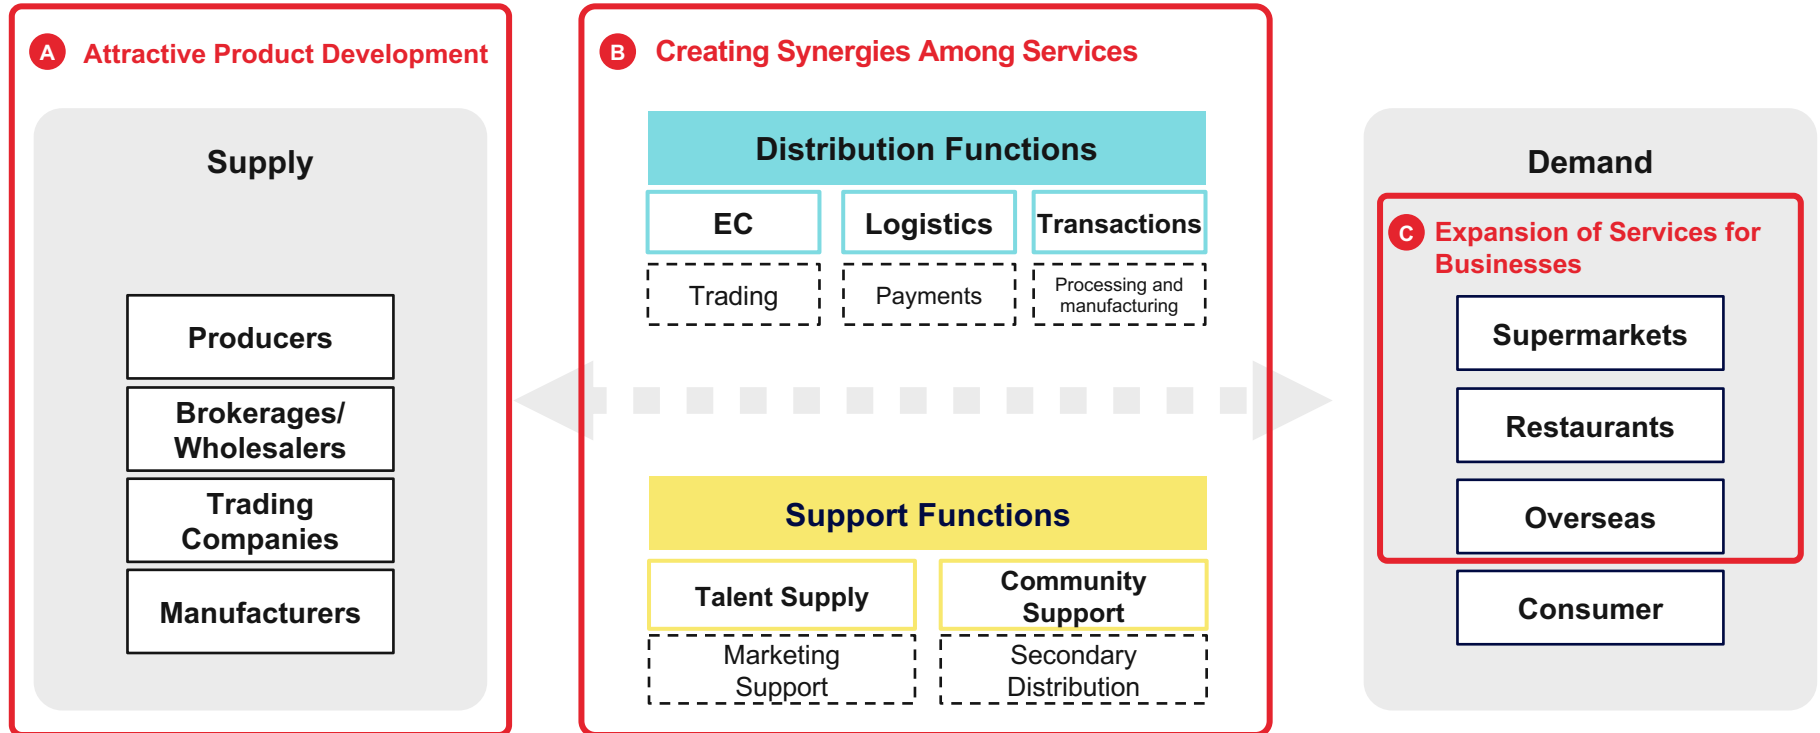 A Attractive Product Development
Supply
Producers
Brokerages/
Wholesalers
Trading
Companies
Manufacturers
B Creating Synergies Among Services
Distribution Functions
EC
Logistics
Transactions
Trading
Payments
Processing and
manufacturing
Support Functions
Talent Supply
Community
Support
Marketing
Support
Secondary
Distribution
Demand
C Expansion of Services for
Businesses
Supermarkets
Restaurants
Overseas
Consumer